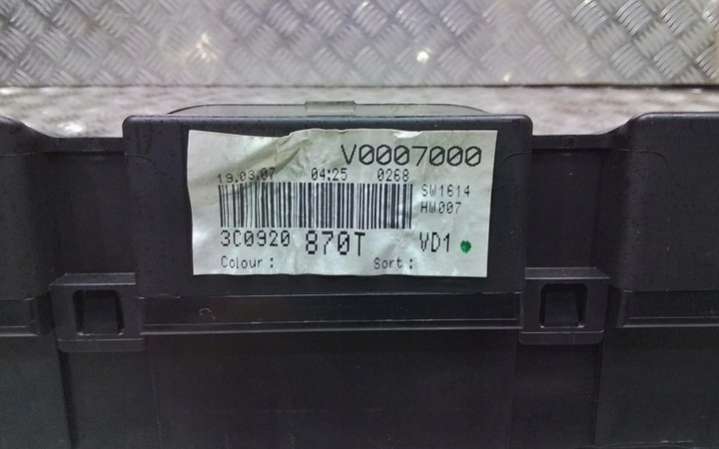 V0007000
19.03.07 04:25 0268
SW1614
HW007
3C0920 870T VD1
Colour : Sort :